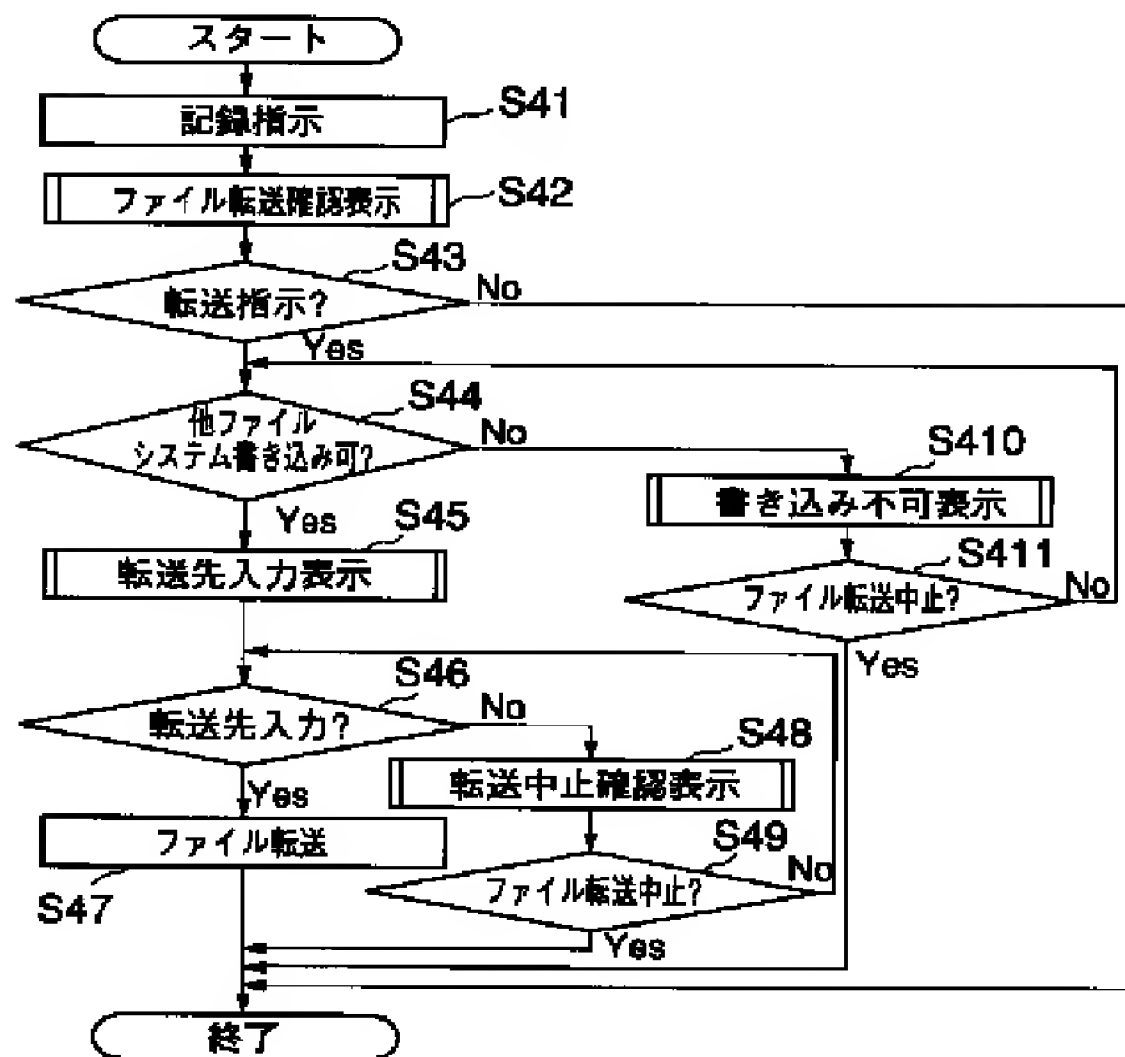 スタート
記録指示
S41
ファイル転送確認表示
S42
S43
転送指示?
No
Yes
S44
他ファイル
システム書き込み可?
No
S410
書き込み不可表示
Yes
S45
転送先入力表示
S411
ファイル転送中止?
No
Yes
S46
転送先入力?
No
S48
転送中止確認表示
Yes
ファイル転送
S47
S49
ファイル転送中止?
No
Yes
終了